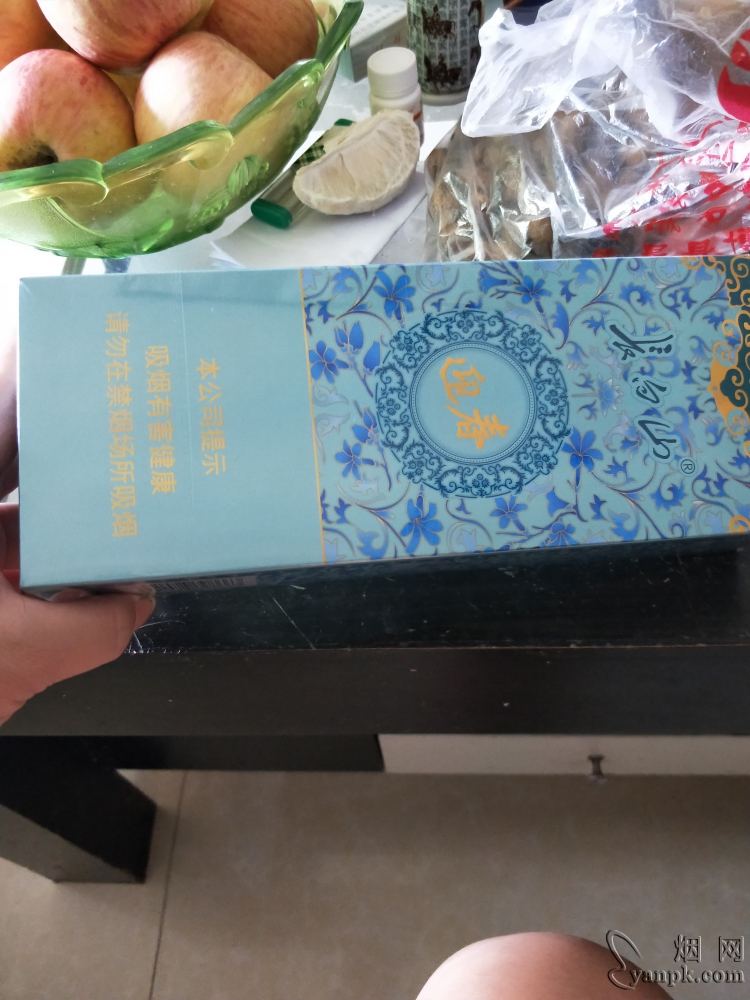 长白山®
迎春
本公司提示
吸烟有害健康
请勿在禁烟场所吸烟
烟网
yanpk.com